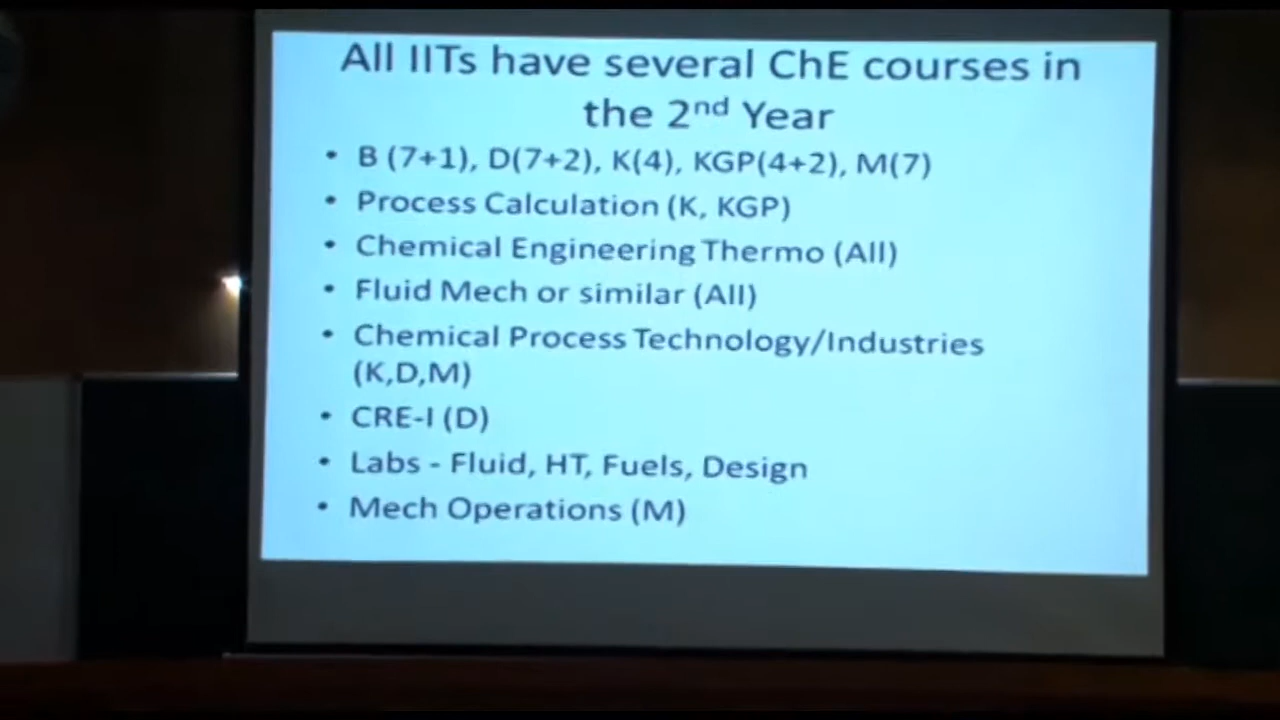 All IITs have several ChE courses in
the 2nd Year
• B (7+1), D(7+2), K(4), KGP(4+2), M(7)
• Process Calculation (K, KGP)
• Chemical Engineering Thermo (All)
• Fluid Mech or similar (All)
• Chemical Process Technology/Industries
(K,D,M)
• CRE-I (D)
• Labs - Fluid, HT, Fuels, Design
• Mech Operations (M)